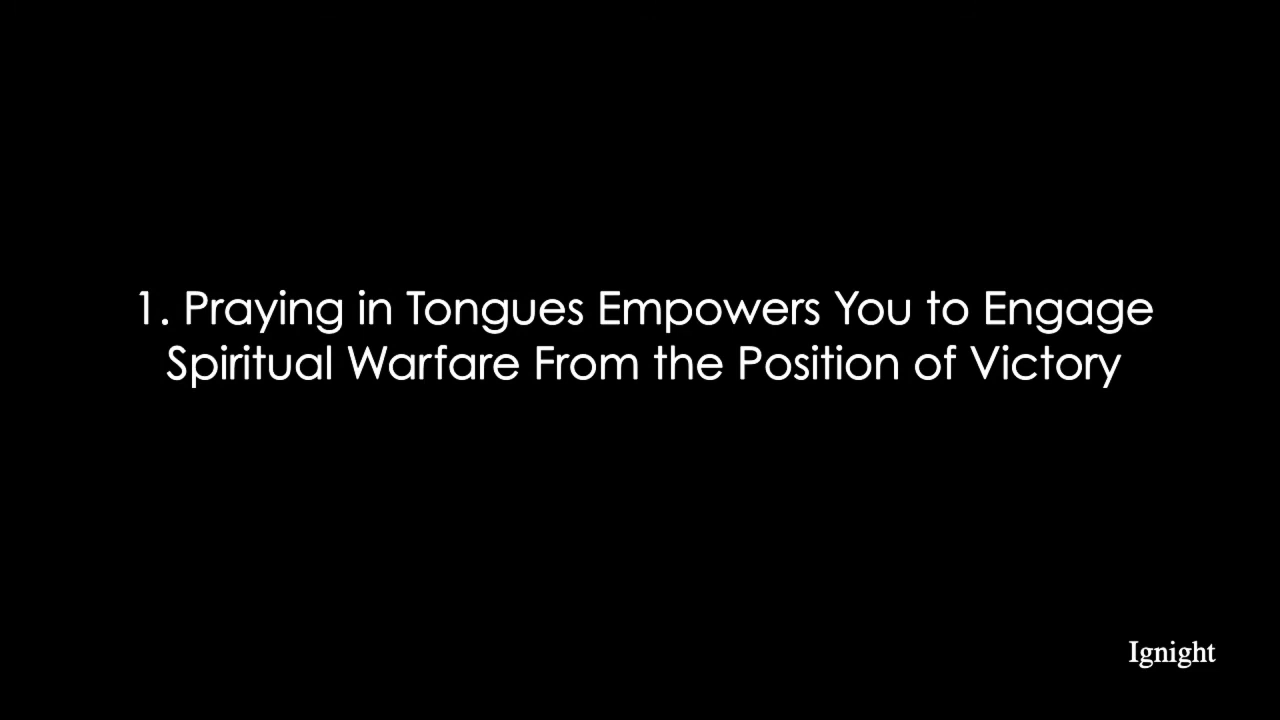 1. Praying in Tongues Empowers You to Engage
Spiritual Warfare From the Position of Victory
Ignight